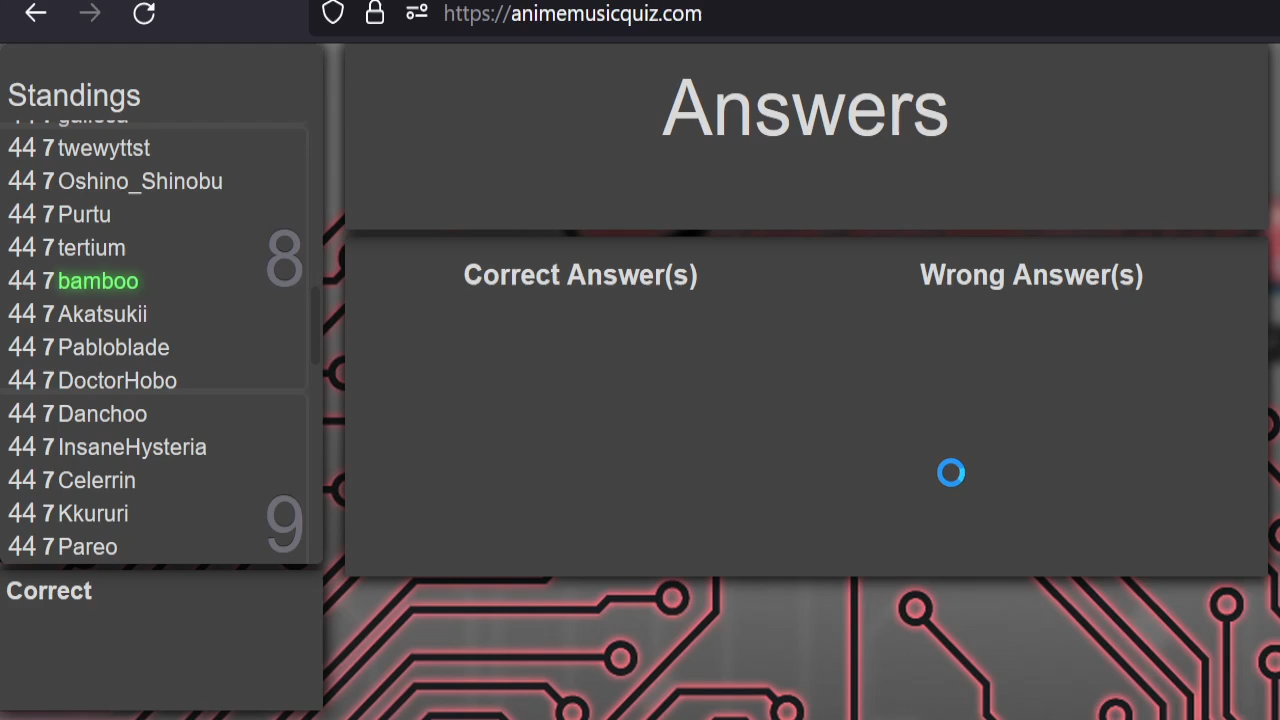 https://animemusicquiz.com
Standings
44 7 twewyttst
44 7 Oshino_Shinobu
44 7 Purtu
44 7 tertium
8
44 7 bamboo
44 7 Akatsukii
44 7 Pabloblade
44 7 DoctorHobo
44 7 Danchoo
44 7 InsaneHysteria
44 7 Celerrin
44 7 Kkururi
9
44 7 Pareo
Correct
Answers
Correct Answer(s)
Wrong Answer(s)